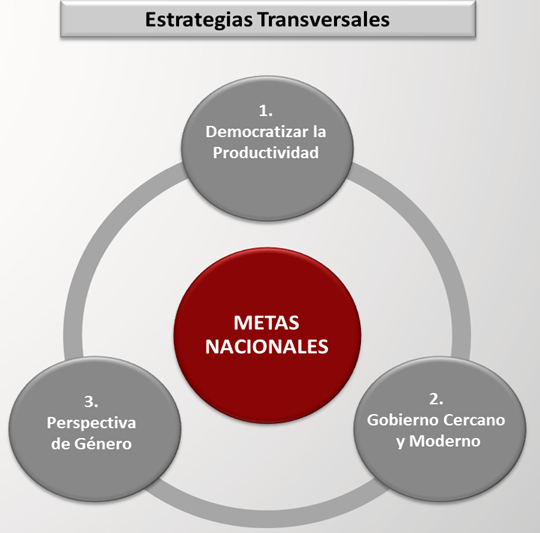 Estrategias Transversales
1.
Democratizar la
Productividad
METAS
NACIONALES
2.
Gobierno Cercano
y Moderno
3.
Perspectiva
de Género